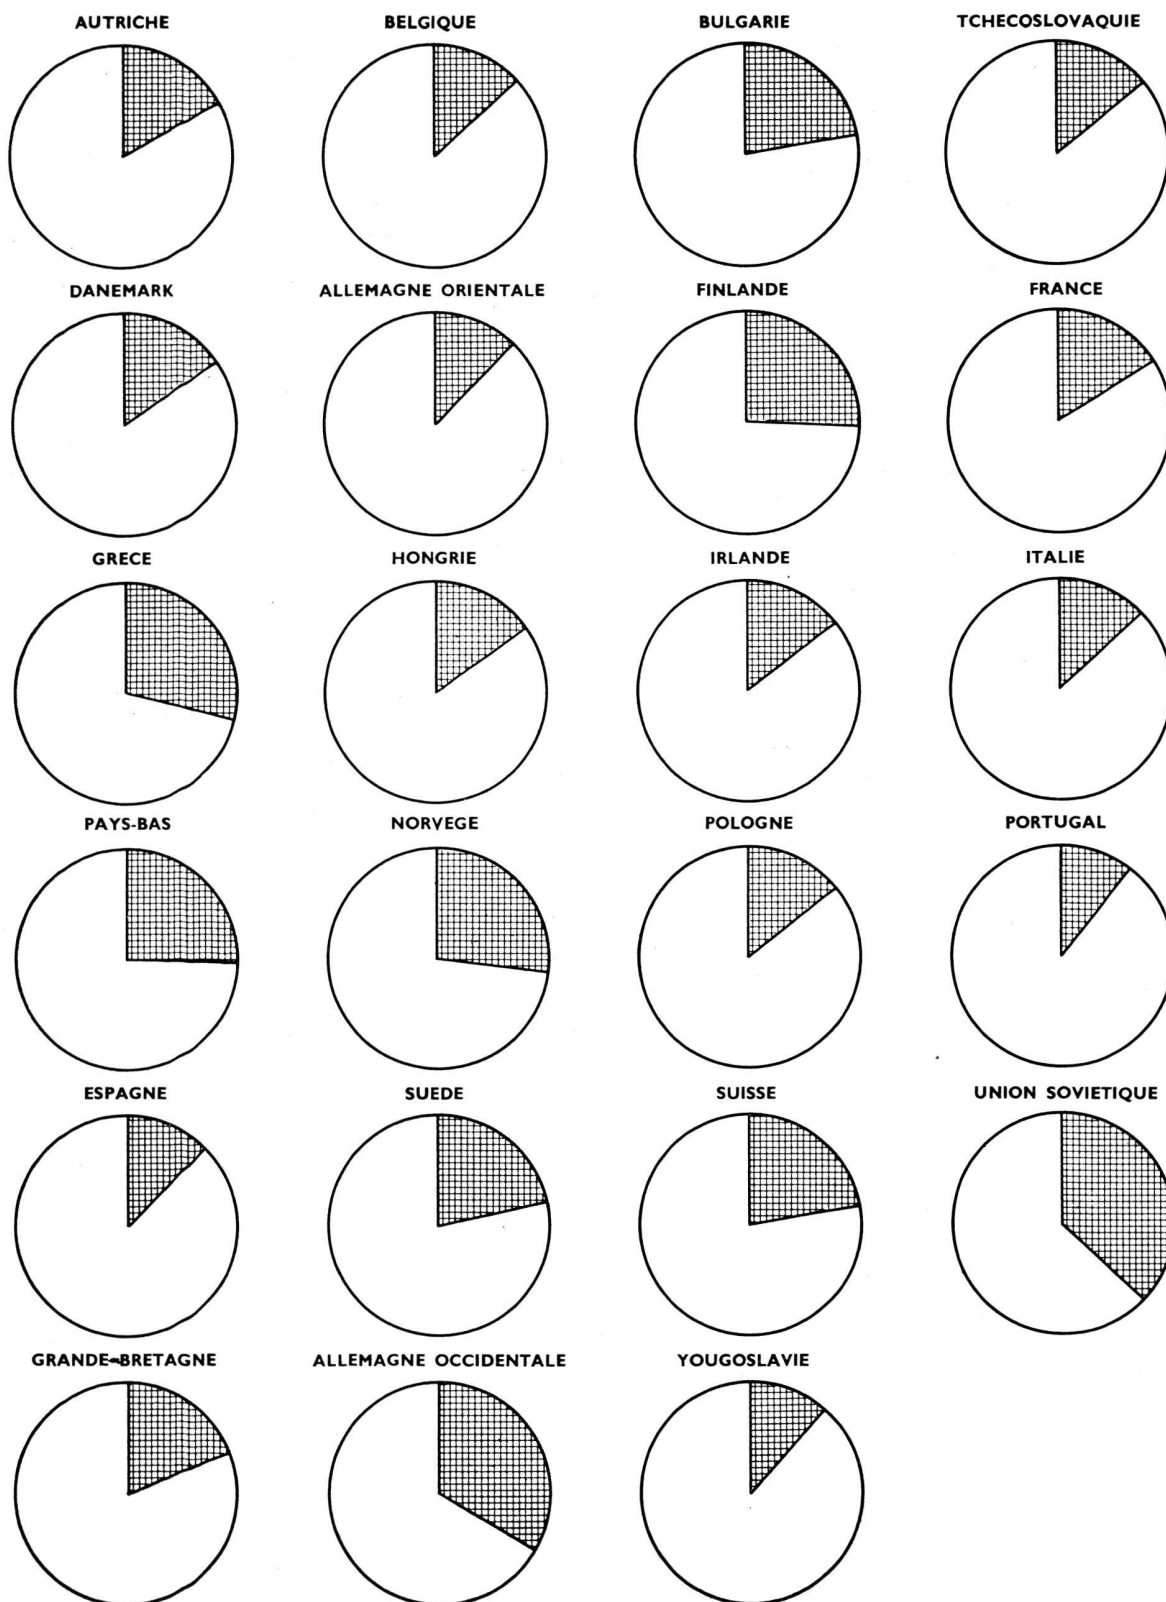 AUTRICHE
BELGIQUE
BULGARIE
TCHECOSLOVAQUIE
DANEMARK
ALLEMAGNE ORIENTALE
FINLANDE
FRANCE
GRECE
HONGRIE
IRLANDE
ITALIE
PAYS-BAS
NORVEGE
POLOGNE
PORTUGAL
ESPAGNE
SUEDE
SUISSE
UNION SOVIETIQUE
GRANDE-BRETAGNE
ALLEMAGNE OCCIDENTALE
YOUGOSLAVIE